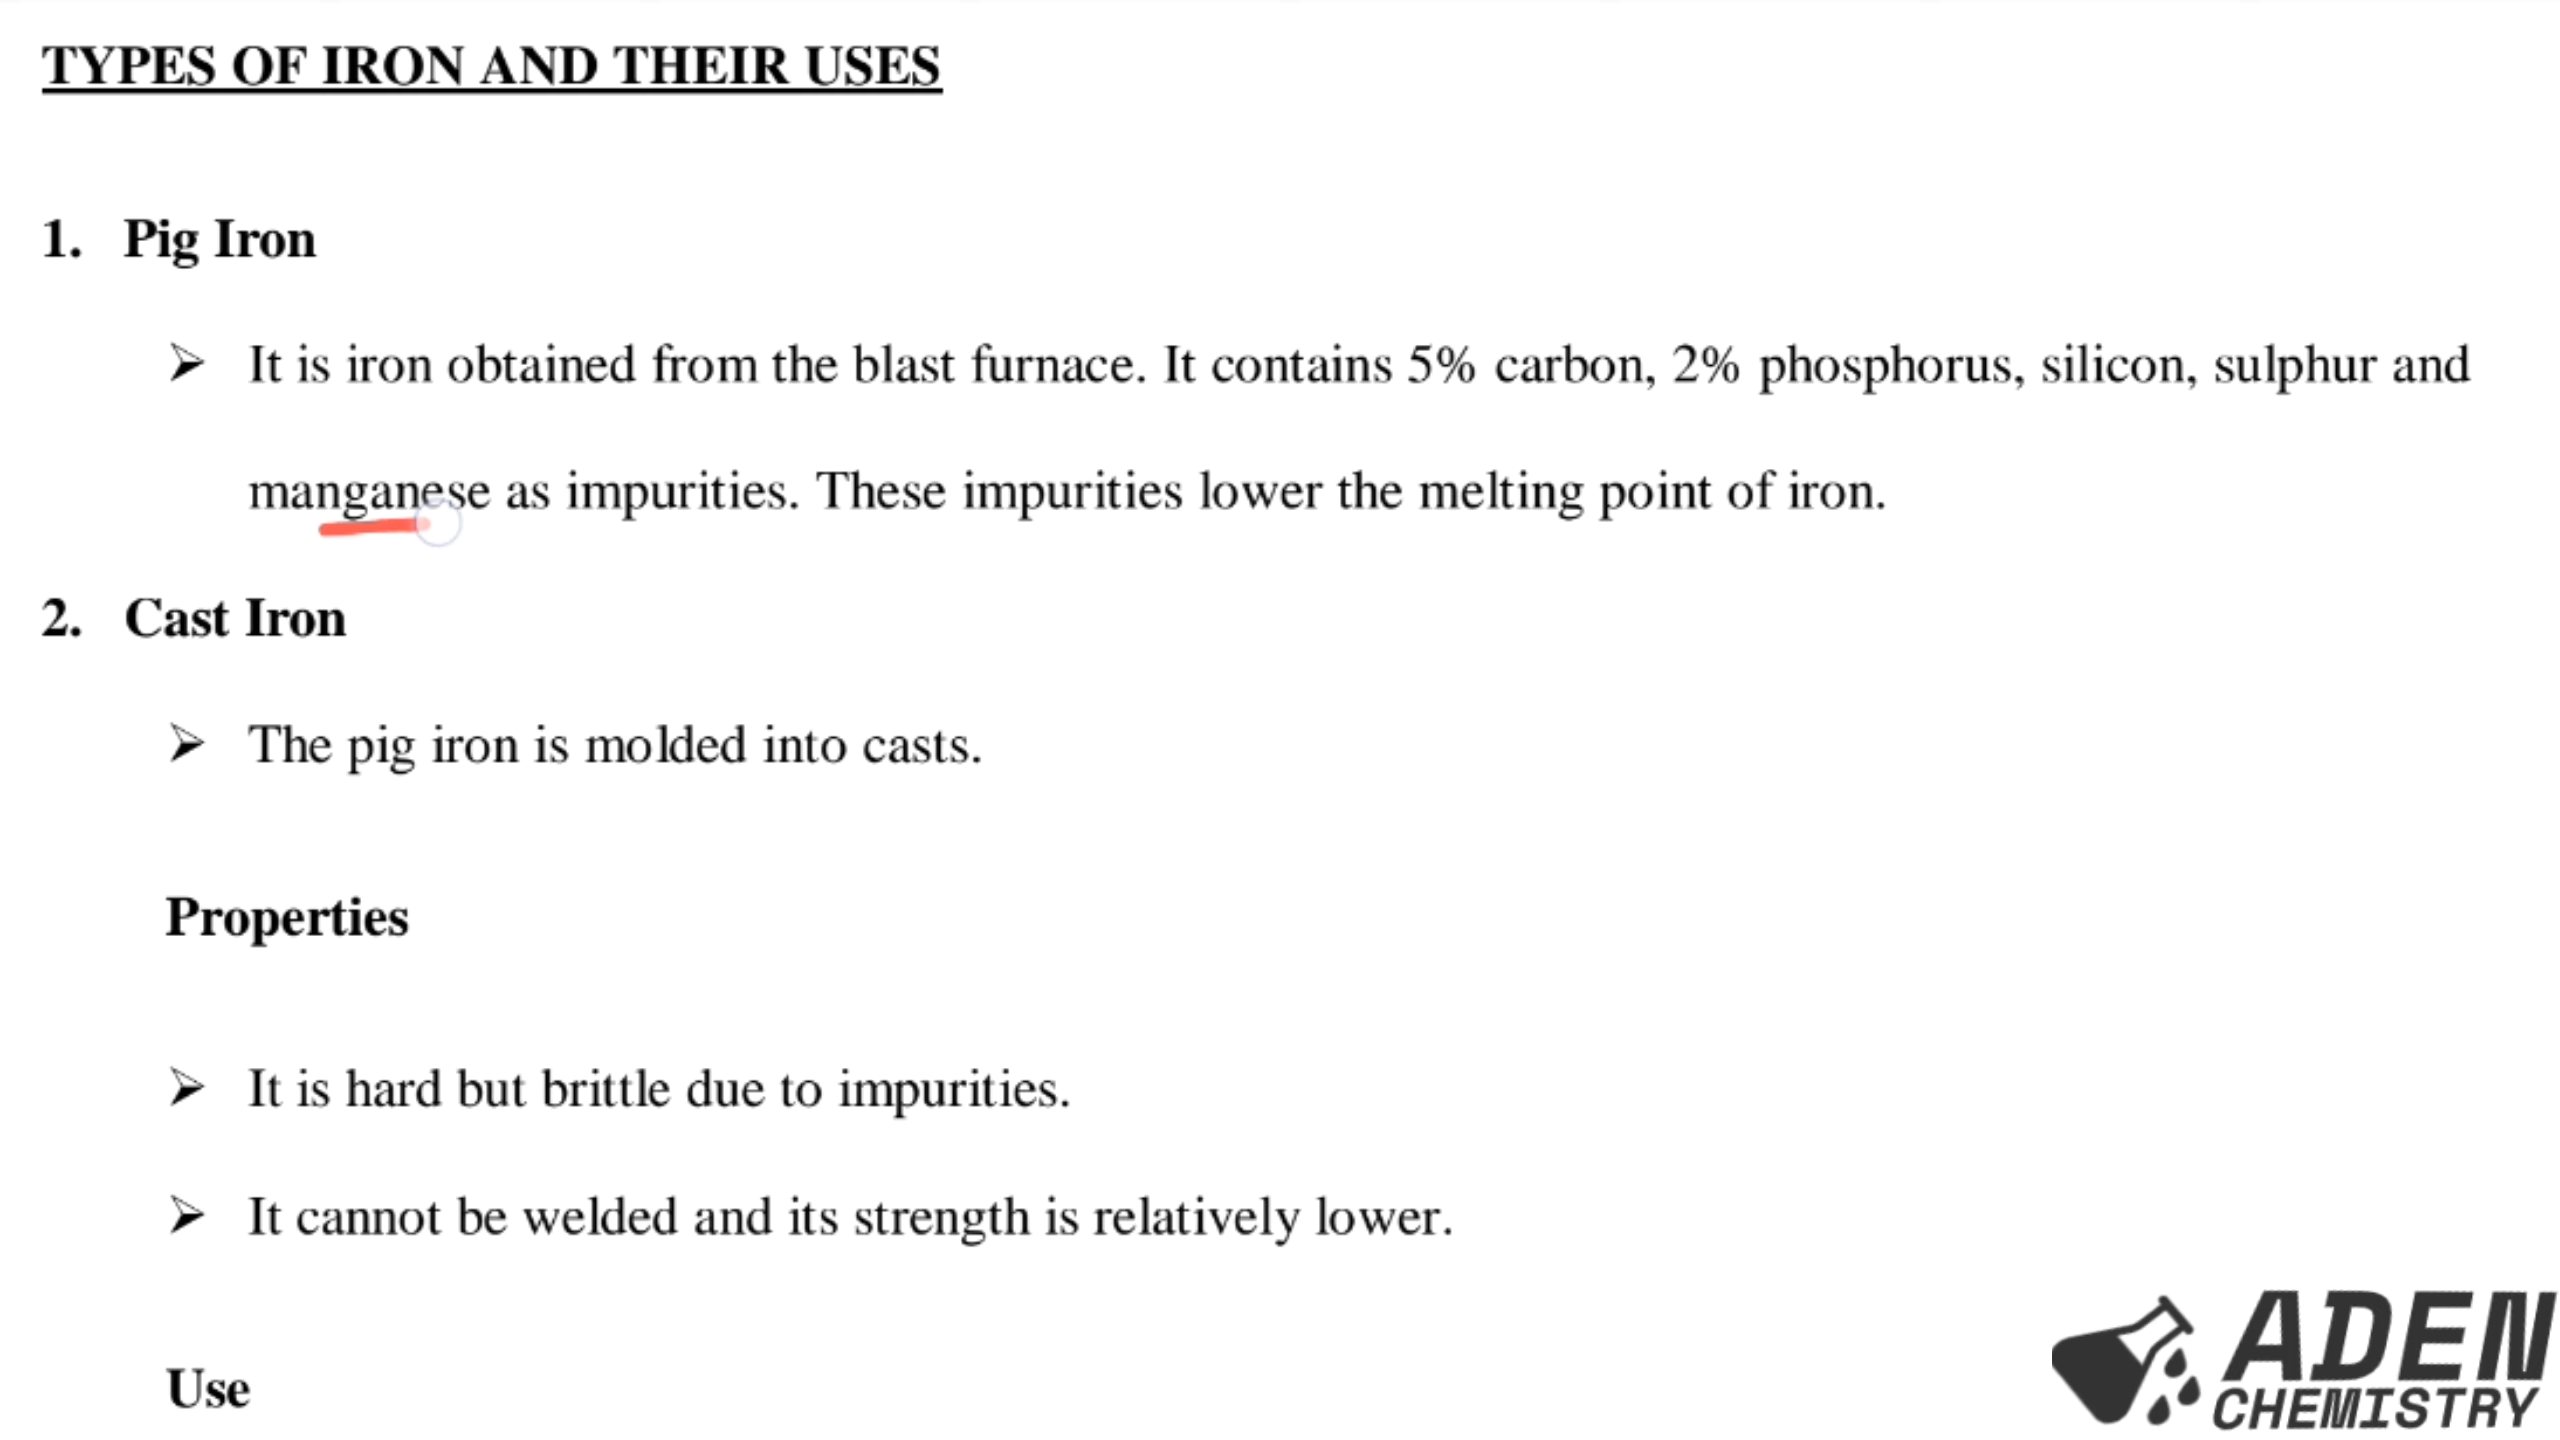 TYPES OF IRON AND THEIR USES
1. Pig Iron
➢ It is iron obtained from the blast furnace. It contains 5% carbon, 2% phosphorus, silicon, sulphur and
manganese as impurities. These impurities lower the melting point of iron.
2. Cast Iron
➢ The pig iron is molded into casts.
Properties
➢ It is hard but brittle due to impurities.
➢ It cannot be welded and its strength is relatively lower.
Use
ADEN
CHEMISTRY